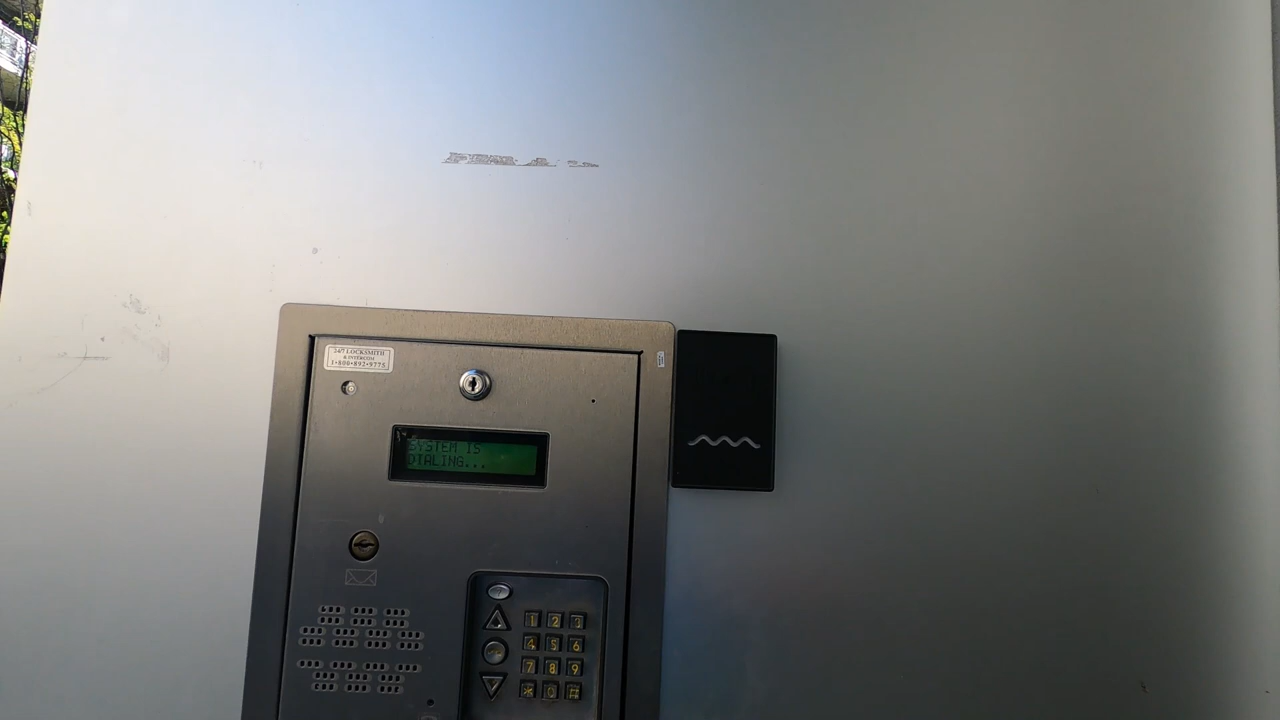 24/7 LOCKSMITH
& INTERCOM
1•800•892•9775
SYSTEM IS
DIALING...
1 2 3
4 5 6
7 8 9
* 0 #